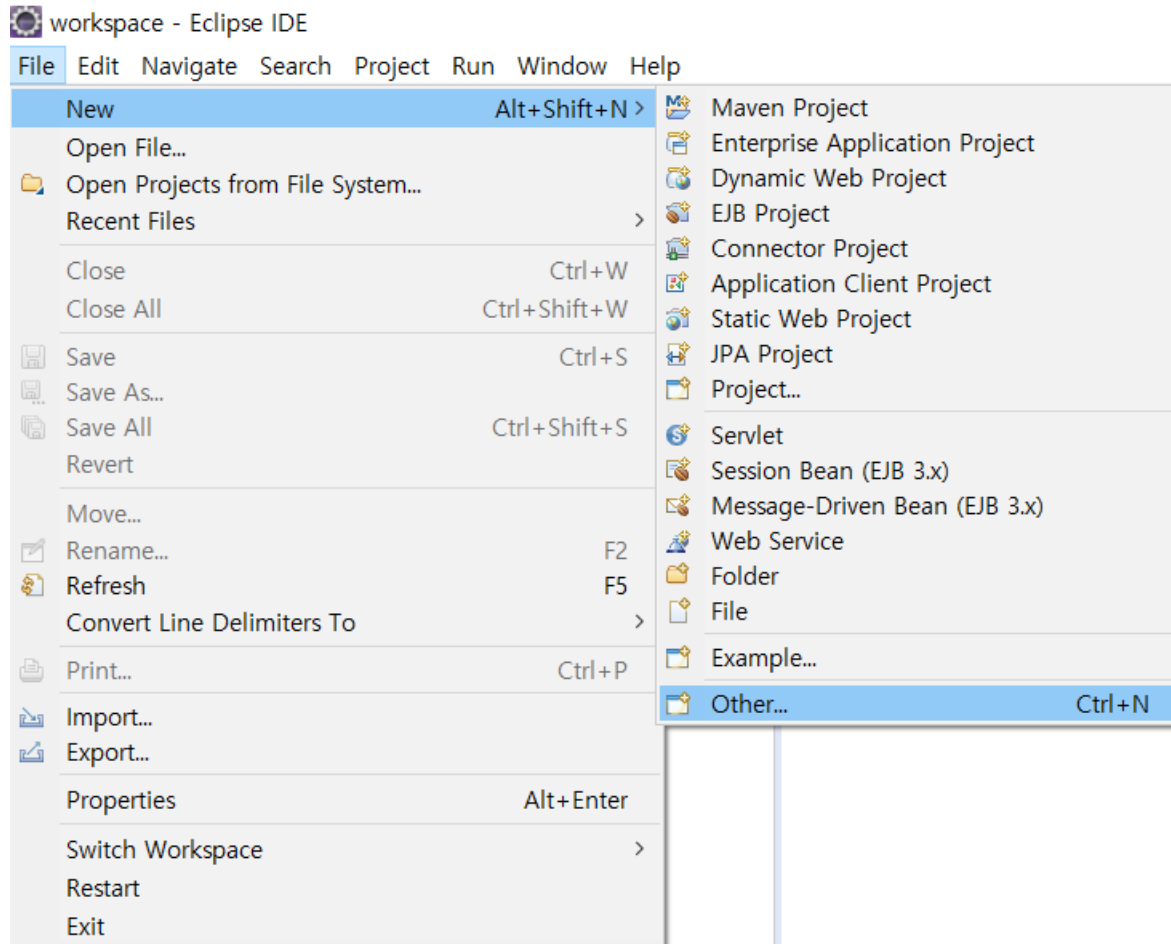 workspace - Eclipse IDE
File Edit Navigate Search Project Run Window Help
New Alt+Shift+N >
Open File...
Open Projects from File System...
Recent Files >
Close Ctrl+W
Close All Ctrl+Shift+W
Save Ctrl+S
Save As...
Save All Ctrl+Shift+S
Revert
Move...
Rename... F2
Refresh F5
Convert Line Delimiters To >
Print... Ctrl+P
Import...
Export...
Properties Alt+Enter
Switch Workspace >
Restart
Exit
Maven Project
Enterprise Application Project
Dynamic Web Project
EJB Project
Connector Project
Application Client Project
Static Web Project
JPA Project
Project...
Servlet
Session Bean (EJB 3.x)
Message-Driven Bean (EJB 3.x)
Web Service
Folder
File
Example...
Other... Ctrl+N